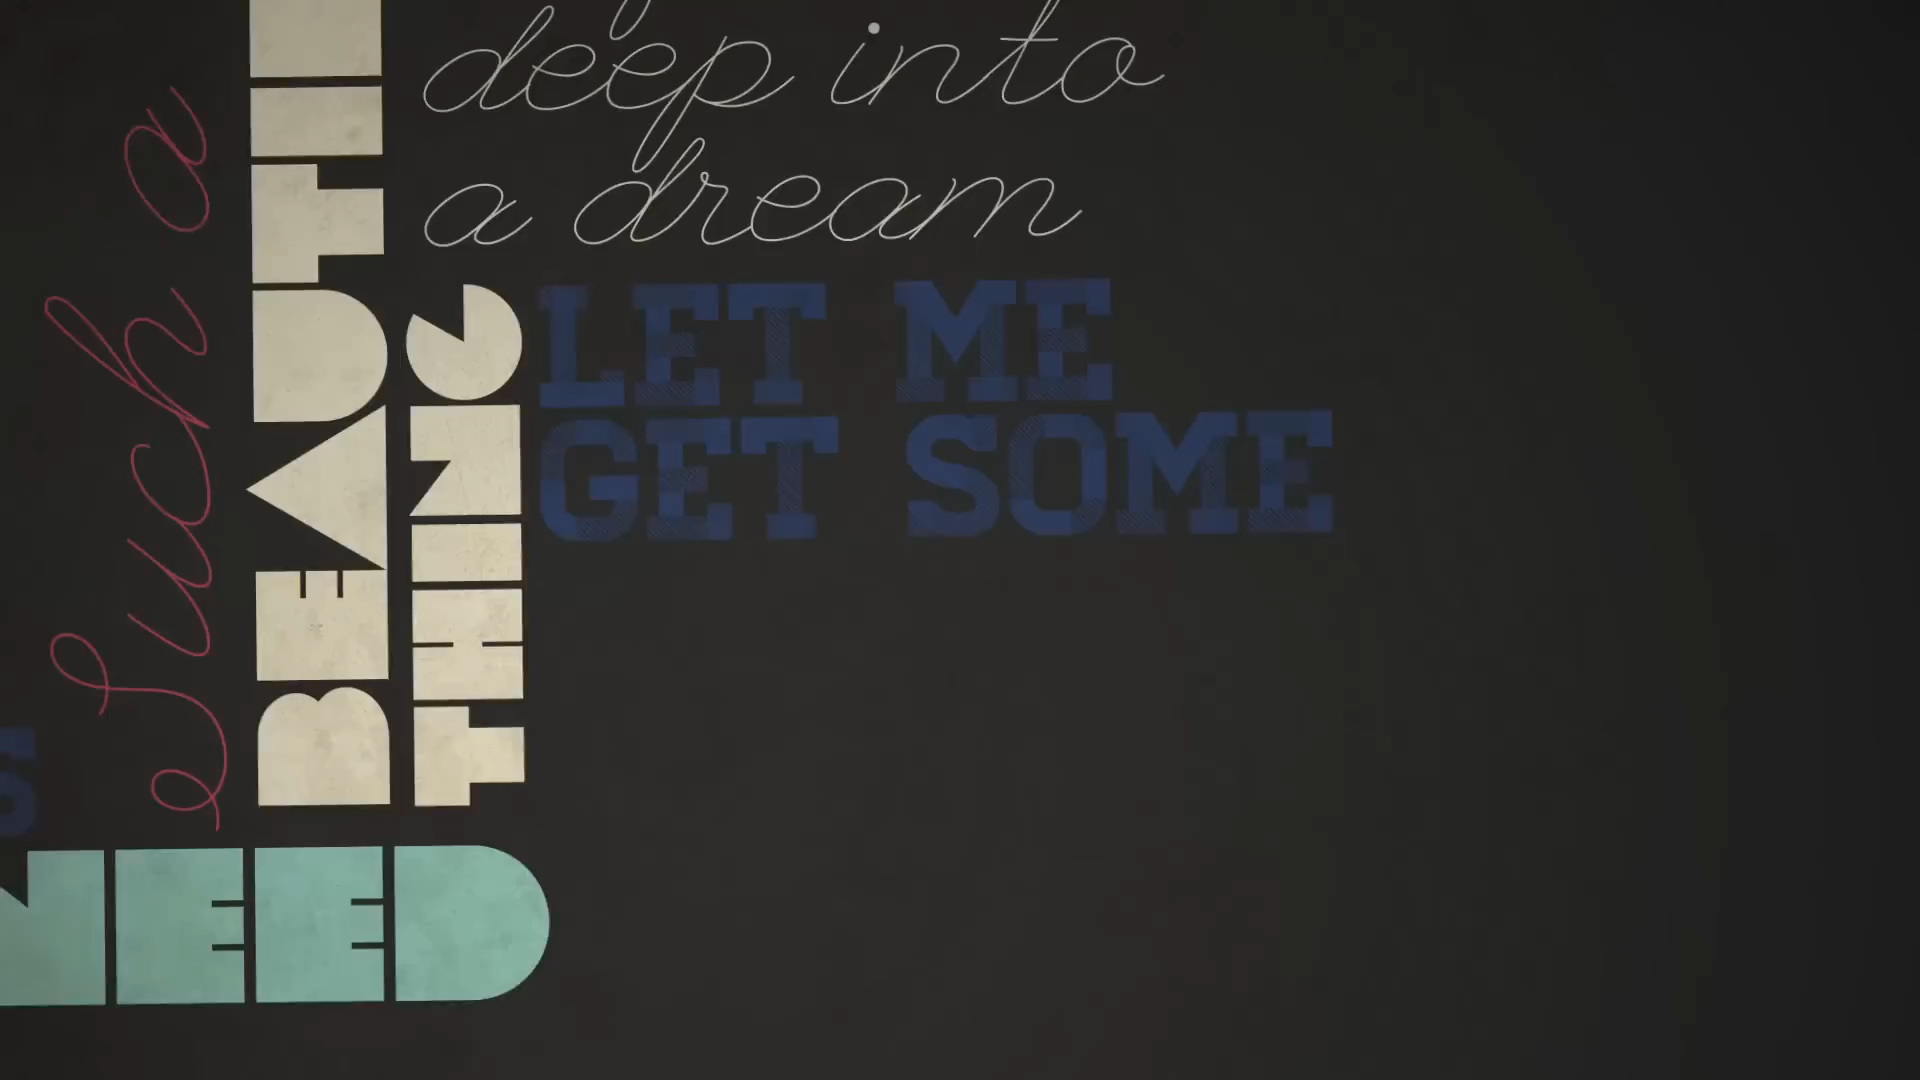 deep into
a dream
Such a
BEAUTI
THING
LET ME
GET SOME
S
NEED